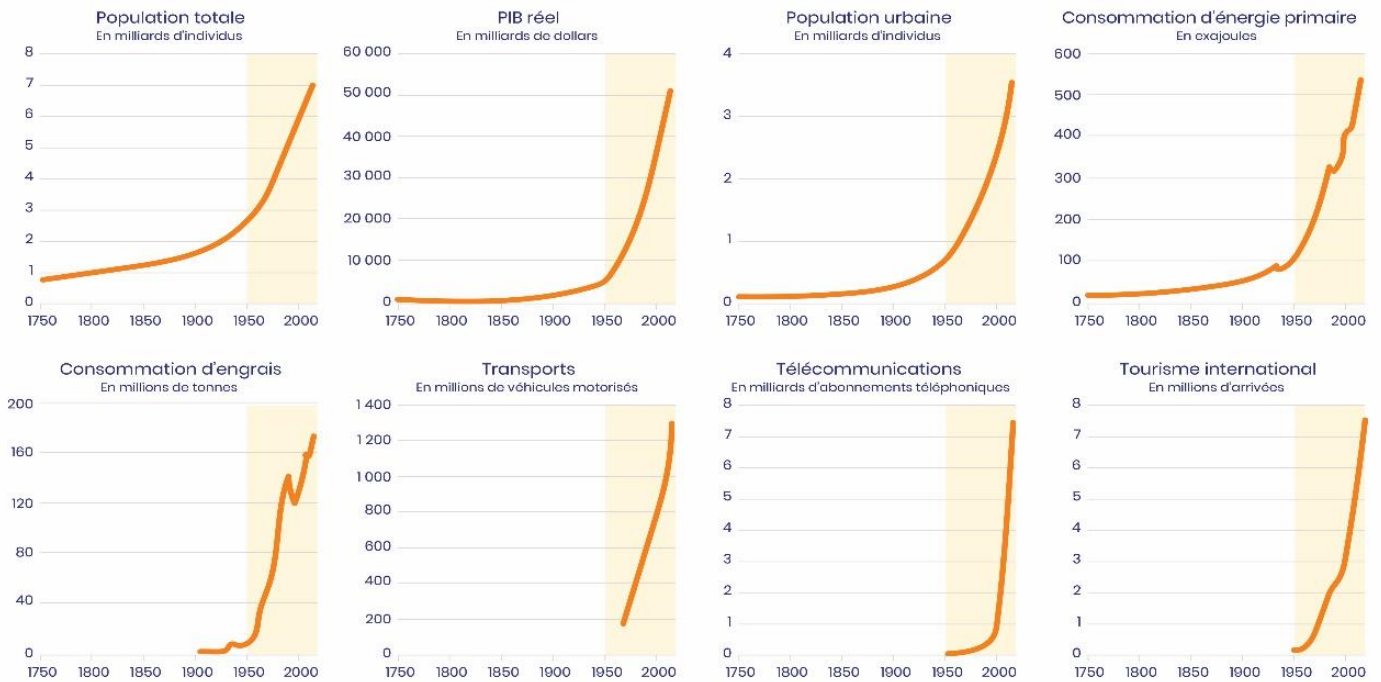 Population totale
En milliards d'individus
8
7
6
5
4
3
2
1
0
1750 1800 1850 1900 1950 2000
PIB réel
En milliards de dollars
60 000
50 000
40 000
30 000
20 000
10 000
0
1750 1800 1850 1900 1950 2000
Population urbaine
En milliards d'individus
4
3
2
1
0
1750 1800 1850 1900 1950 2000
Consommation d'énergie primaire
En exajoules
600
500
400
300
200
100
0
1750 1800 1850 1900 1950 2000
Consommation d'engrais
En millions de tonnes
200
160
120
80
40
0
1750 1800 1850 1900 1950 2000
Transports
En millions de véhicules motorisés
1 400
1 200
1 000
800
600
400
200
0
1750 1800 1850 1900 1950 2000
Télécommunications
En milliards d'abonnements téléphoniques
8
7
6
5
4
3
2
1
0
1750 1800 1850 1900 1950 2000
Tourisme international
En millions d'arrivées
8
7
6
5
4
3
2
1
0
1750 1800 1850 1900 1950 2000